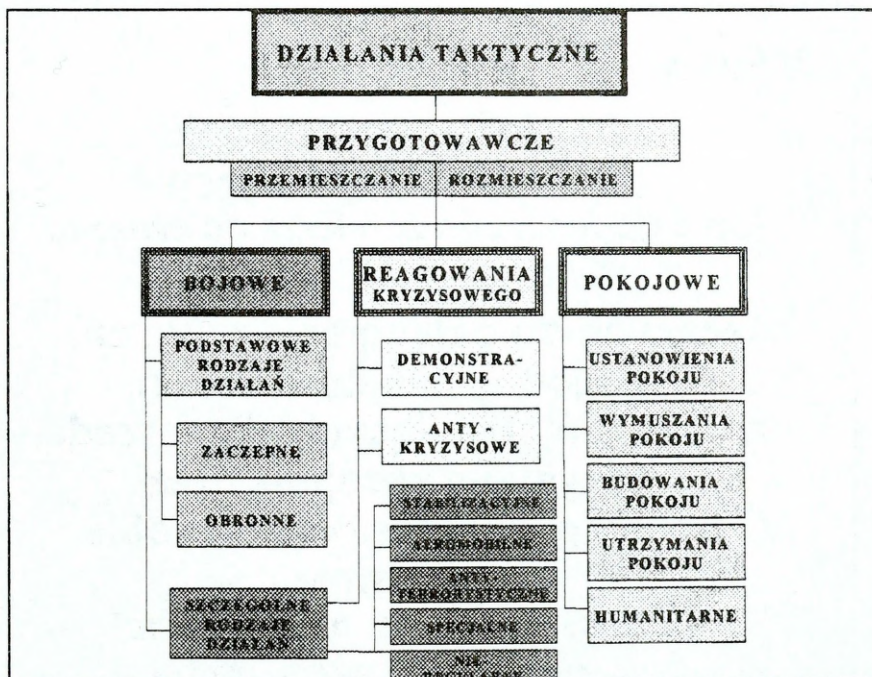 DZIAŁANIA TAKTYCZNE
PRZYGOTOWAWCZE
PRZEMIESZCZANIE
ROZMIESZCZANIE
BOJOWE
REAGOWANIA
KRYZYSOWEGO
POKOJOWE
PODSTAWOWE
RODZAJE
DZIAŁAŃ
ZACZEPNE
OBRONNE
SZCZEGÓLNE
RODZAJE
DZIAŁAŃ
DEMONSTRA-
CYJNE
ANTY -
KRYZYSOWE
STABILIZACYJNE
AEROMOBILNE
ANTY-
TERRORYSTYCZNE
SPECJALNE
NIE
REGULARNE
USTANOWIENIA
POKOJU
WYMUSZANIA
POKOJU
BUDOWANIA
POKOJU
UTRZYMANIA
POKOJU
HUMANITARNE